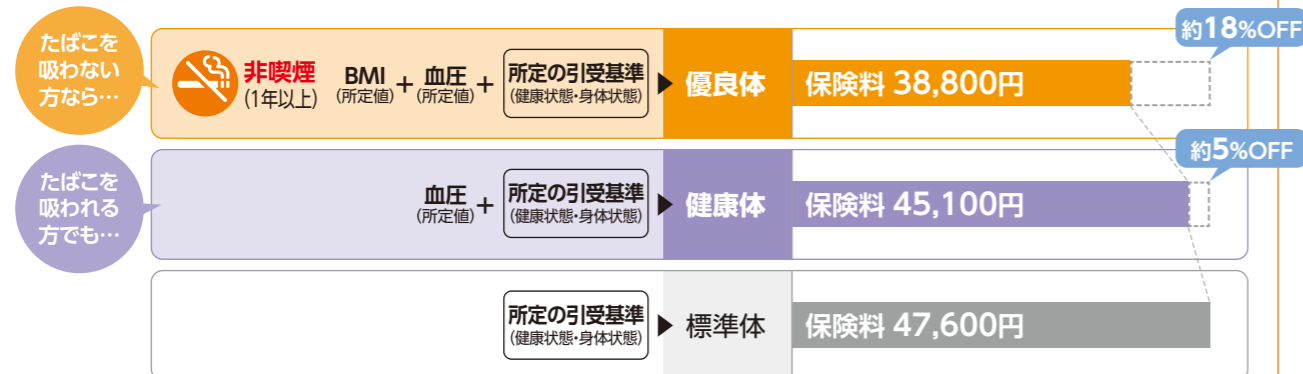 たばこを
吸わない
方なら…
非喫煙
(1年以上)
BMI
(所定値)
+
血圧
(所定値)
+
所定の引受基準
(健康状態・身体状態)
▶
優良体
保険料 38,800円
約18%OFF
たばこを
吸われる
方でも…
血圧
(所定値)
+
所定の引受基準
(健康状態・身体状態)
▶
健康体
保険料 45,100円
約5%OFF
所定の引受基準
(健康状態・身体状態)
▶
標準体
保険料 47,600円